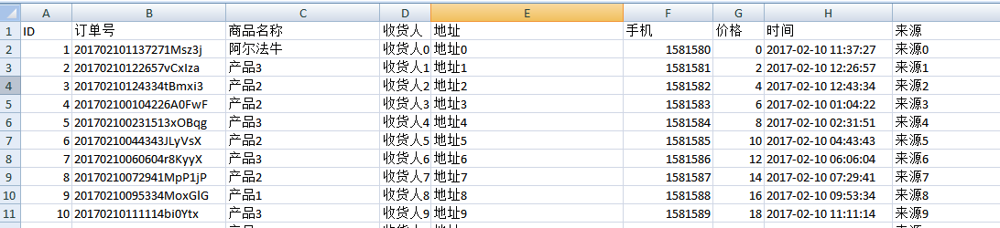 A B C D E F G H I
1 ID 订单号 商品名称 收货人 地址 手机 价格 时间 来源
2 1 201702101137271Msz3j 阿尔法牛 收货人0 地址0 1581580 0 2017-02-10 11:37:27 来源0
3 2 20170210122657vCxIza 产品3 收货人1 地址1 1581581 2 2017-02-10 12:26:57 来源1
4 3 20170210124334tBmxi3 产品2 收货人2 地址2 1581582 4 2017-02-10 12:43:34 来源2
5 4 201702100104226A0FwF 产品2 收货人3 地址3 1581583 6 2017-02-10 01:04:22 来源3
6 5 201702100231513xOBqg 产品3 收货人4 地址4 1581584 8 2017-02-10 02:31:51 来源4
7 6 20170210044343JLyVsX 产品2 收货人5 地址5 1581585 10 2017-02-10 04:43:43 来源5
8 7 20170210060604r8KyyX 产品3 收货人6 地址6 1581586 12 2017-02-10 06:06:04 来源6
9 8 20170210072941MpP1jP 产品2 收货人7 地址7 1581587 14 2017-02-10 07:29:41 来源7
10 9 20170210095334MoxGlG 产品1 收货人8 地址8 1581588 16 2017-02-10 09:53:34 来源8
11 10 20170210111114bi0Ytx 产品3 收货人9 地址9 1581589 18 2017-02-10 11:11:14 来源9